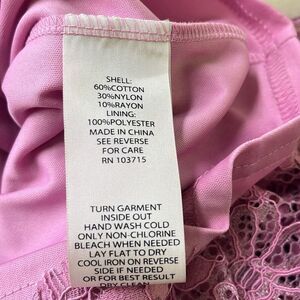 SHELL:
60%COTTON
30%NYLON
10%RAYON
LINING:
100%POLYESTER
MADE IN CHINA
SEE REVERSE
FOR CARE
RN 103715
TURN GARMENT
INSIDE OUT
HAND WASH COLD
ONLY NON-CHLORINE
BLEACH WHEN NEEDED
LAY FLAT TO DRY
COOL IRON ON REVERSE
SIDE IF NEEDED
OR FOR BEST RESULT
DRY CLEAN